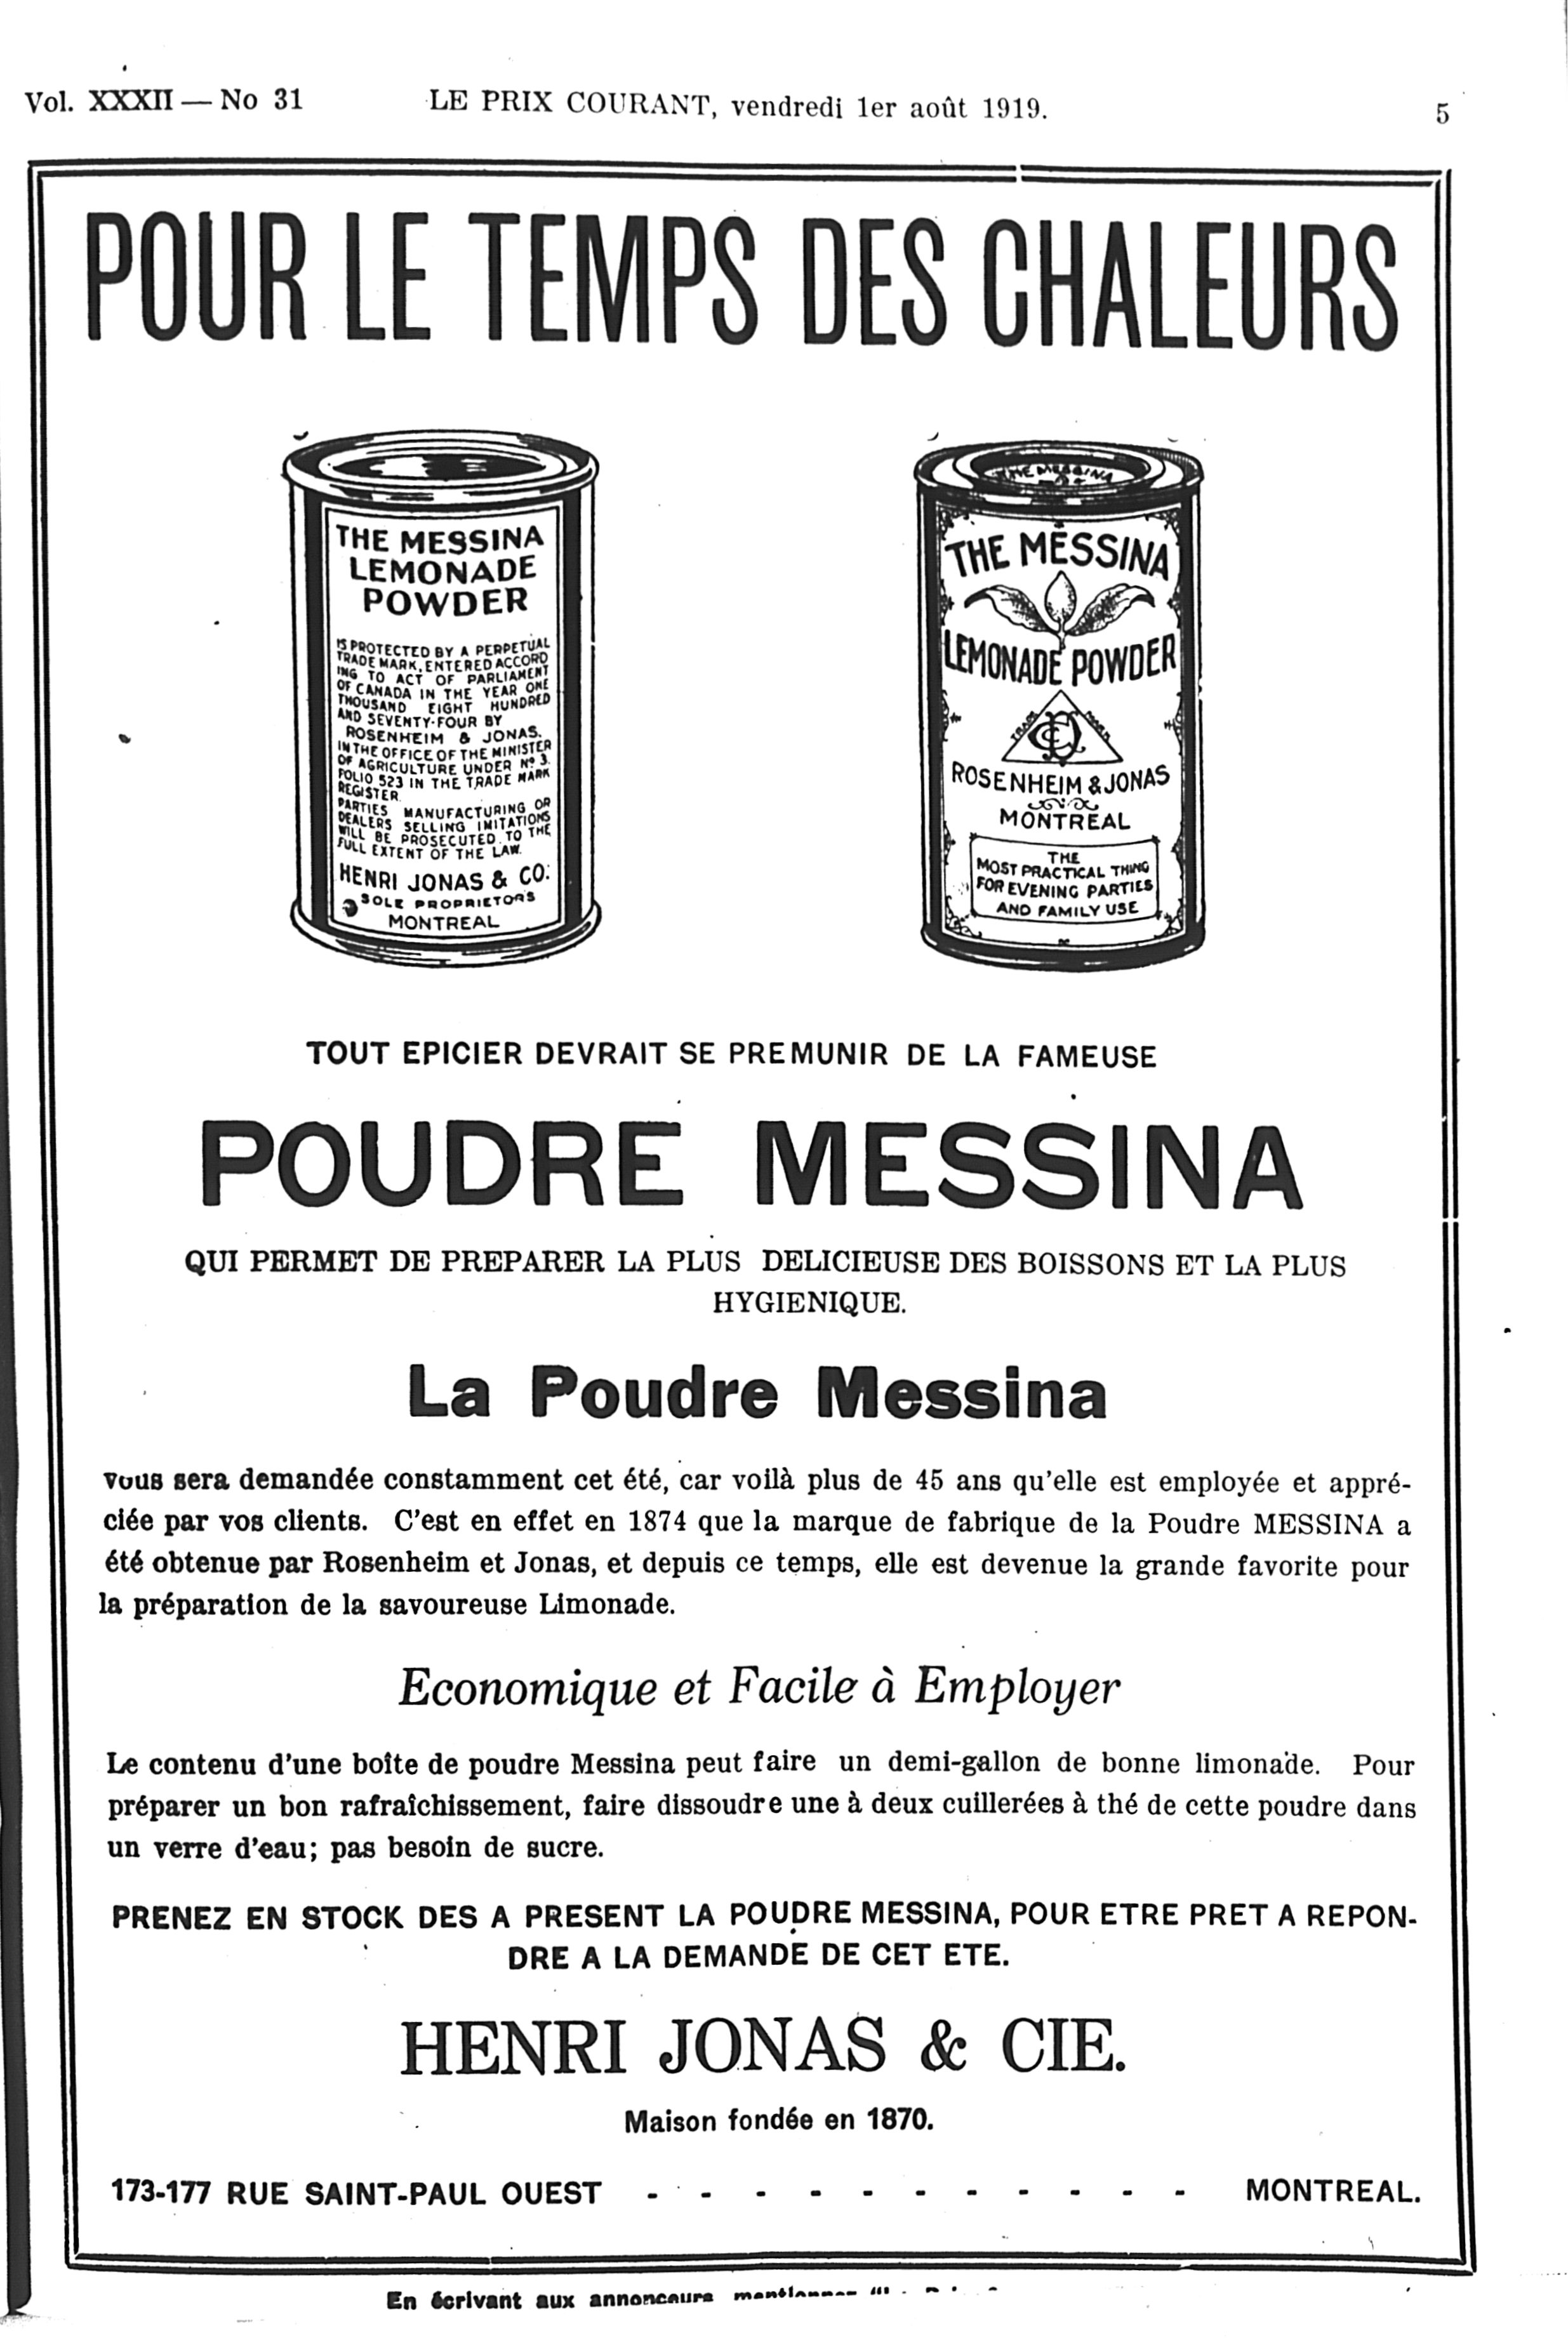 Vol. XXXII — No 31 LE PRIX COURANT, vendredi 1er août 1919. 5
POUR LE TEMPS DES CHALEURS
THE MESSINA
LEMONADE
POWDER
IS PROTECTED BY A PERPETUAL
TRADE MARK, ENTERED ACCORD
ING TO ACT OF PARLIAMENT
OF CANADA IN THE YEAR ONE
THOUSAND EIGHT HUNDRED
AND SEVENTY-FOUR BY
ROSENHEIM & JONAS.
IN THE OFFICE OF THE MINISTER
OF AGRICULTURE UNDER No 3.
FOLIO 523 IN THE TRADE MARK
REGISTER.
PARTIES MANUFACTURING OR
DEALERS SELLING IMITATIONS
WILL BE PROSECUTED TO THE
FULL EXTENT OF THE LAW.
HENRI JONAS & CO.
SOLE PROPRIETORS
MONTREAL
THE MESSINA
THE MESSINA
LEMONADE POWDER
TRADE MARK
ROSENHEIM & JONAS
MONTREAL
THE
MOST PRACTICAL THING
FOR EVENING PARTIES
AND FAMILY USE
TOUT EPICIER DEVRAIT SE PREMUNIR DE LA FAMEUSE
POUDRE MESSINA
QUI PERMET DE PREPARER LA PLUS DELICIEUSE DES BOISSONS ET LA PLUS
HYGIENIQUE.
La Poudre Messina
vous sera demandée constamment cet été, car voilà plus de 45 ans qu'elle est employée et appré-
ciée par vos clients. C'est en effet en 1874 que la marque de fabrique de la Poudre MESSINA a
été obtenue par Rosenheim et Jonas, et depuis ce temps, elle est devenue la grande favorite pour
la préparation de la savoureuse Limonade.
Economique et Facile à Employer
Le contenu d'une boîte de poudre Messina peut faire un demi-gallon de bonne limonade. Pour
préparer un bon rafraîchissement, faire dissoudre une à deux cuillerées à thé de cette poudre dans
un verre d'eau; pas besoin de sucre.
PRENEZ EN STOCK DES A PRESENT LA POUDRE MESSINA, POUR ETRE PRET A REPON-
DRE A LA DEMANDE DE CET ETE.
HENRI JONAS & CIE.
Maison fondée en 1870.
173-177 RUE SAINT-PAUL OUEST - - - - - - - - - - - MONTREAL.
En écrivant aux annonceurs